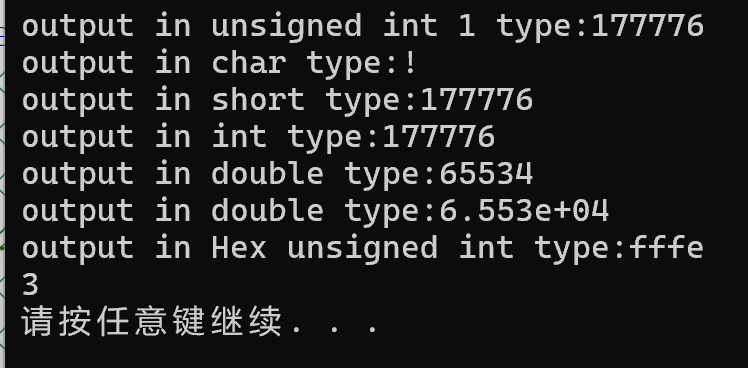 output in unsigned int 1 type:177776
output in char type:!
output in short type:177776
output in int type:177776
output in double type:65534
output in double type:6.553e+04
output in Hex unsigned int type:fffe
3
请按任意键继续. . .